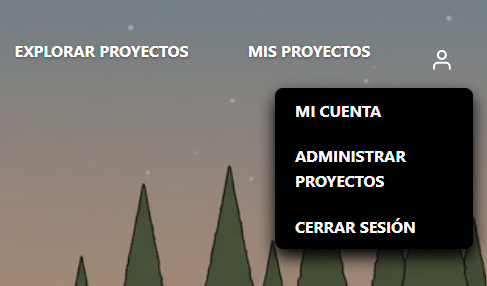 EXPLORAR PROYECTOS
MIS PROYECTOS
MI CUENTA
ADMINISTRAR
PROYECTOS
CERRAR SESIÓN